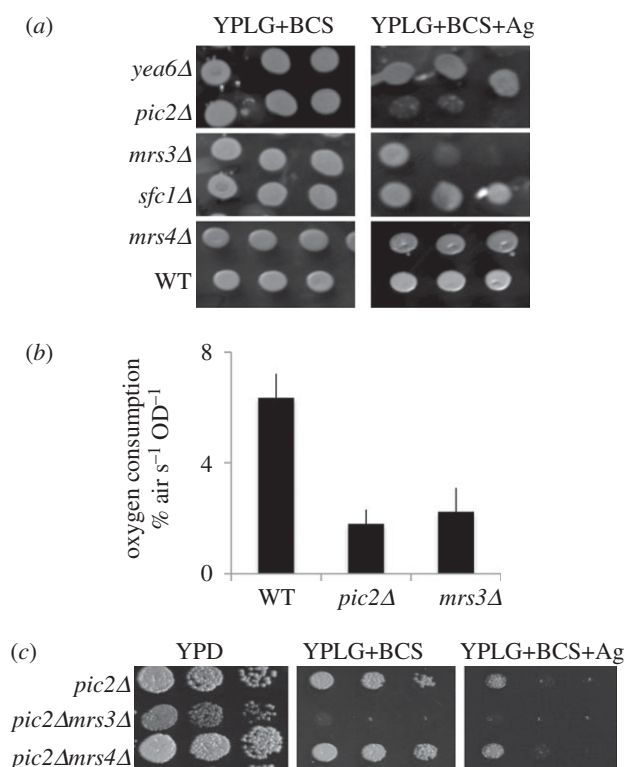 (a) YPLG+BCS YPLG+BCS+Ag
yea6Δ
pic2Δ
mrs3Δ
sfc1Δ
mrs4Δ
WT
(b)
oxygen consumption
% air s⁻¹ OD⁻¹
8
4
0
WT pic2Δ mrs3Δ
(c) YPD YPLG+BCS YPLG+BCS+Ag
pic2Δ
pic2Δmrs3Δ
pic2Δmrs4Δ